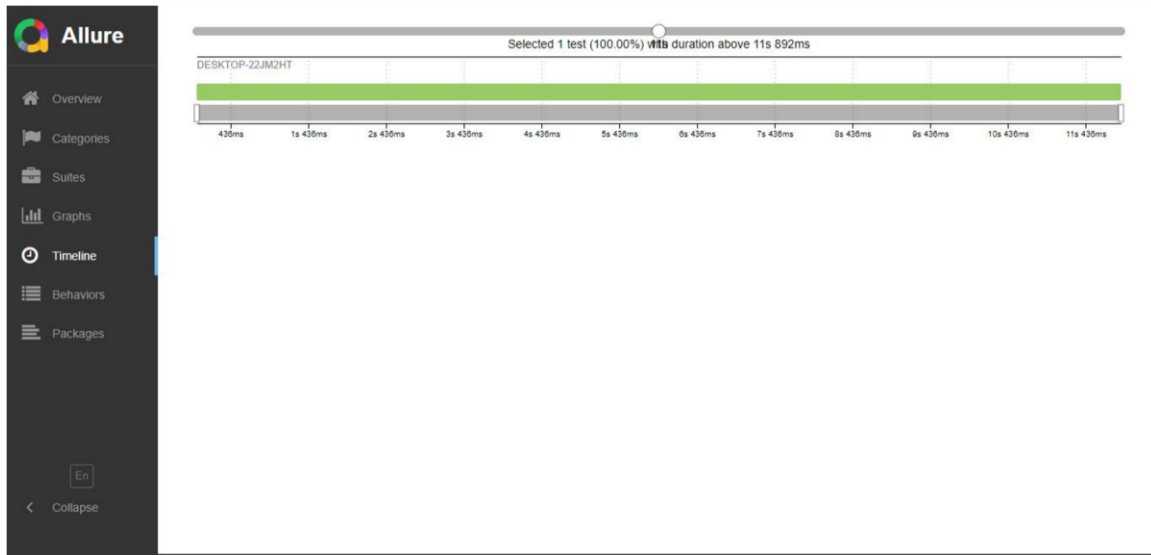 Allure
Overview
Categories
Suites
Graphs
Timeline
Behaviors
Packages
En
Collapse
Selected 1 test (100.00%) with duration above 11s 892ms
DESKTOP-22JM2HT
436ms 1s 436ms 2s 436ms 3s 436ms 4s 436ms 5s 436ms 6s 436ms 7s 436ms 8s 436ms 9s 436ms 10s 436ms 11s 436ms